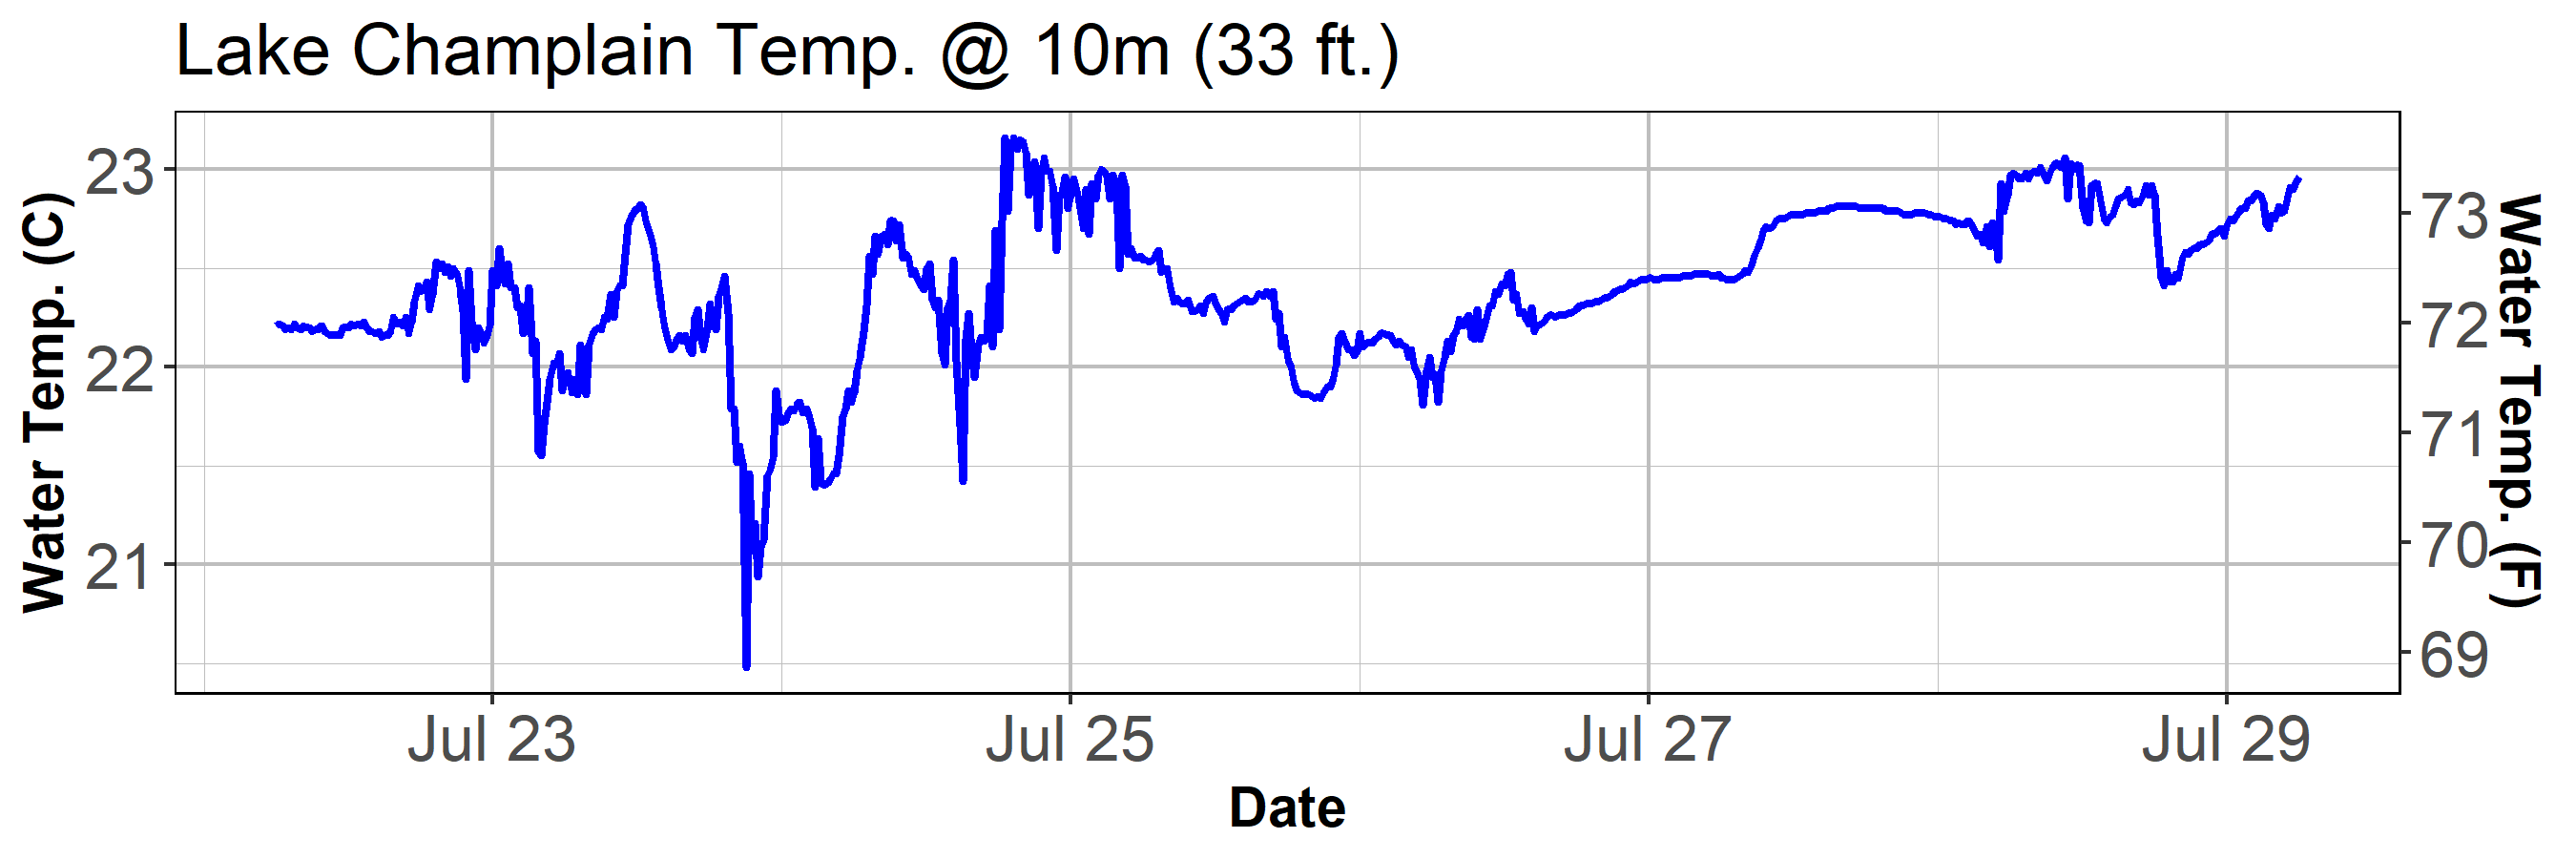 Lake Champlain Temp. @ 10m (33 ft.)
Water Temp. (C)
23
22
21
73
72
71
70
69
Water Temp. (F)
Jul 23
Jul 25
Jul 27
Jul 29
Date